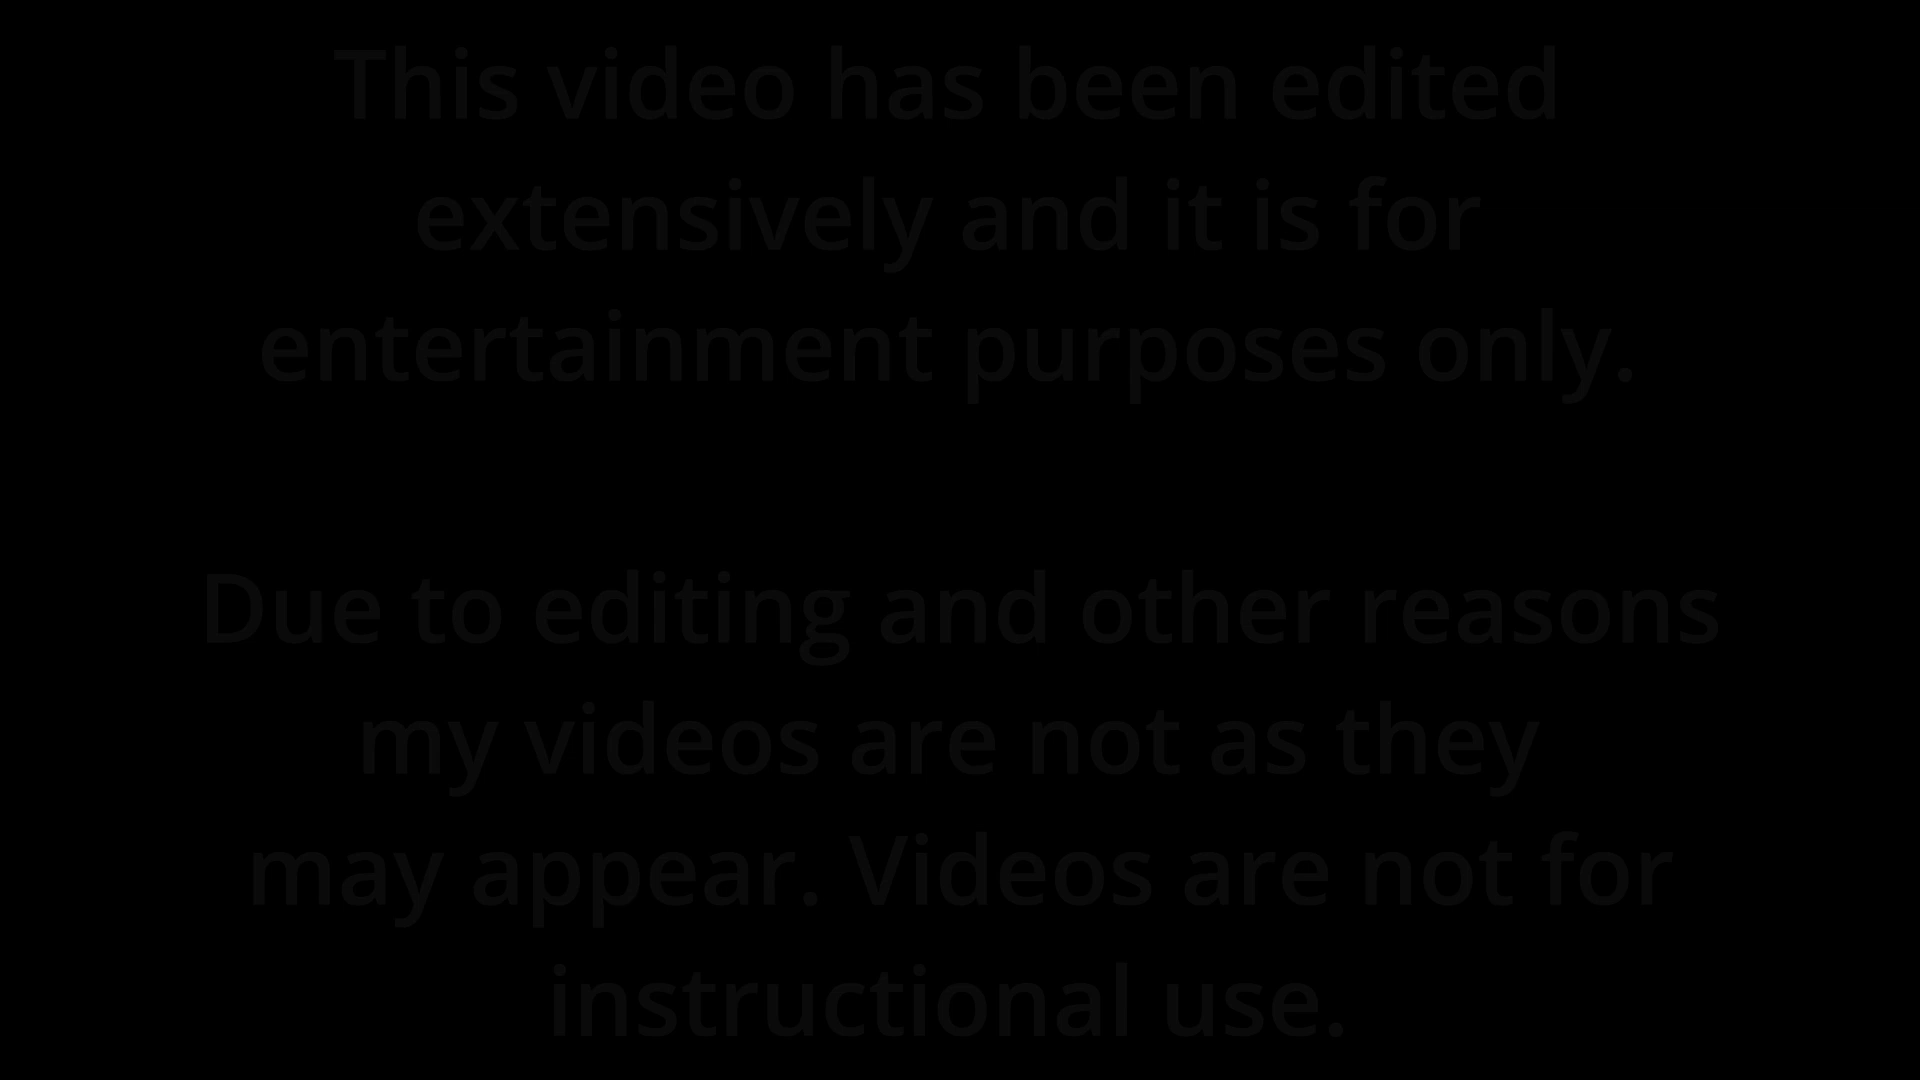 This video has been edited
extensively and it is for
entertainment purposes only.
Due to editing and other reasons
my videos are not as they
may appear. Videos are not for
instructional use.